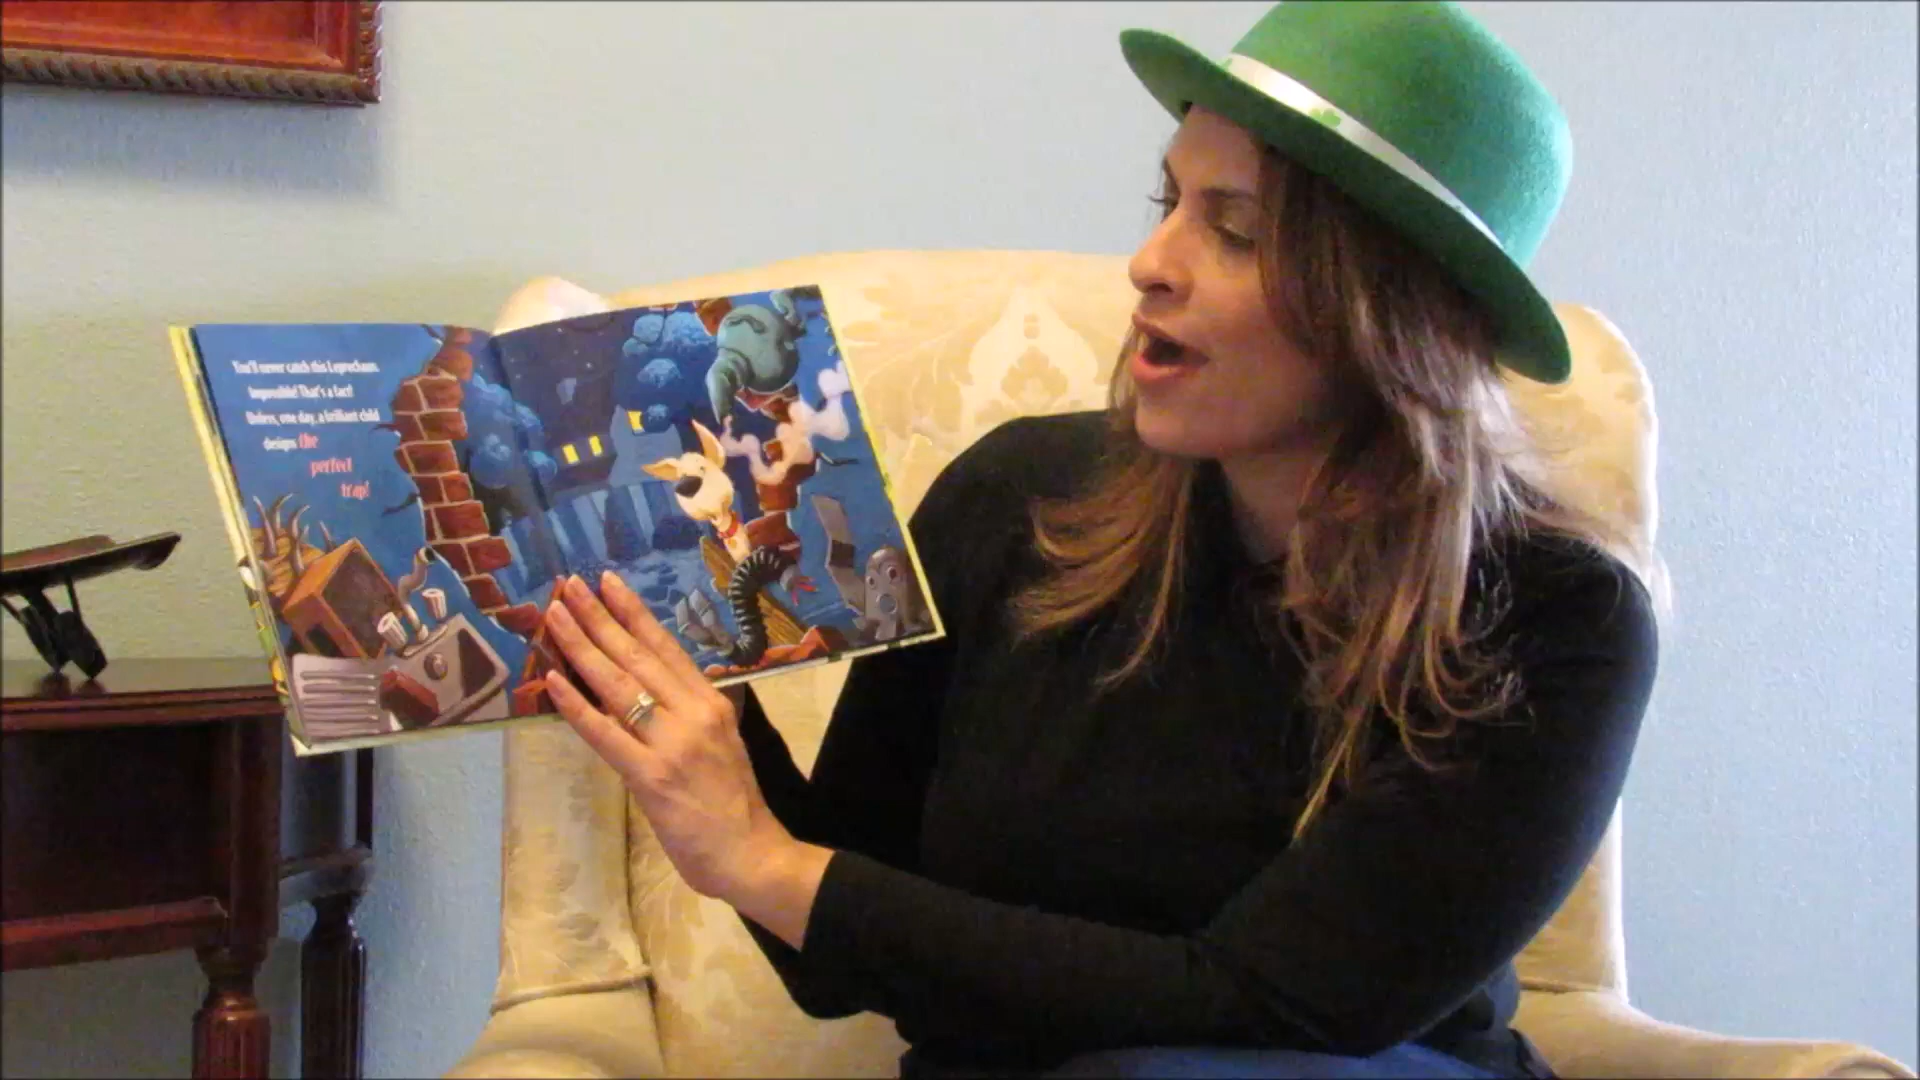 You'll never catch this Leprechaun.
Impossible! That's a fact!
Unless, one day, a brilliant child
designs the
perfect
trap!